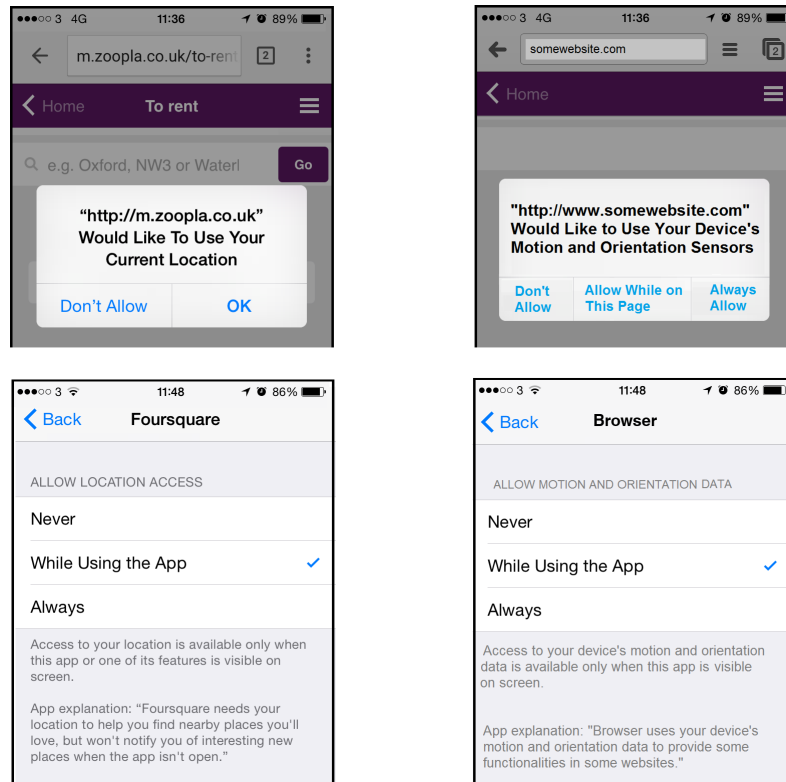 3 4G 11:36 89%
m.zoopla.co.uk/to-rent 2
Home To rent
e.g. Oxford, NW3 or Waterl Go
“http://m.zoopla.co.uk”
Would Like To Use Your
Current Location
Don’t Allow OK
3 4G 11:36 89%
somewebsite.com 2
Home
"http://www.somewebsite.com"
Would Like to Use Your Device's
Motion and Orientation Sensors
Don't Allow While on Always
Allow This Page Allow
3 11:48 86%
Back Foursquare
ALLOW LOCATION ACCESS
Never
While Using the App
Always
Access to your location is available only when
this app or one of its features is visible on
screen.
App explanation: “Foursquare needs your
location to help you find nearby places you'll
love, but won’t notify you of interesting new
places when the app isn't open.”
3 11:48 86%
Back Browser
ALLOW MOTION AND ORIENTATION DATA
Never
While Using the App
Always
Access to your device's motion and orientation
data is available only when this app is visible
on screen.
App explanation: "Browser uses your device's
motion and orientation data to provide some
functionalities in some websites."